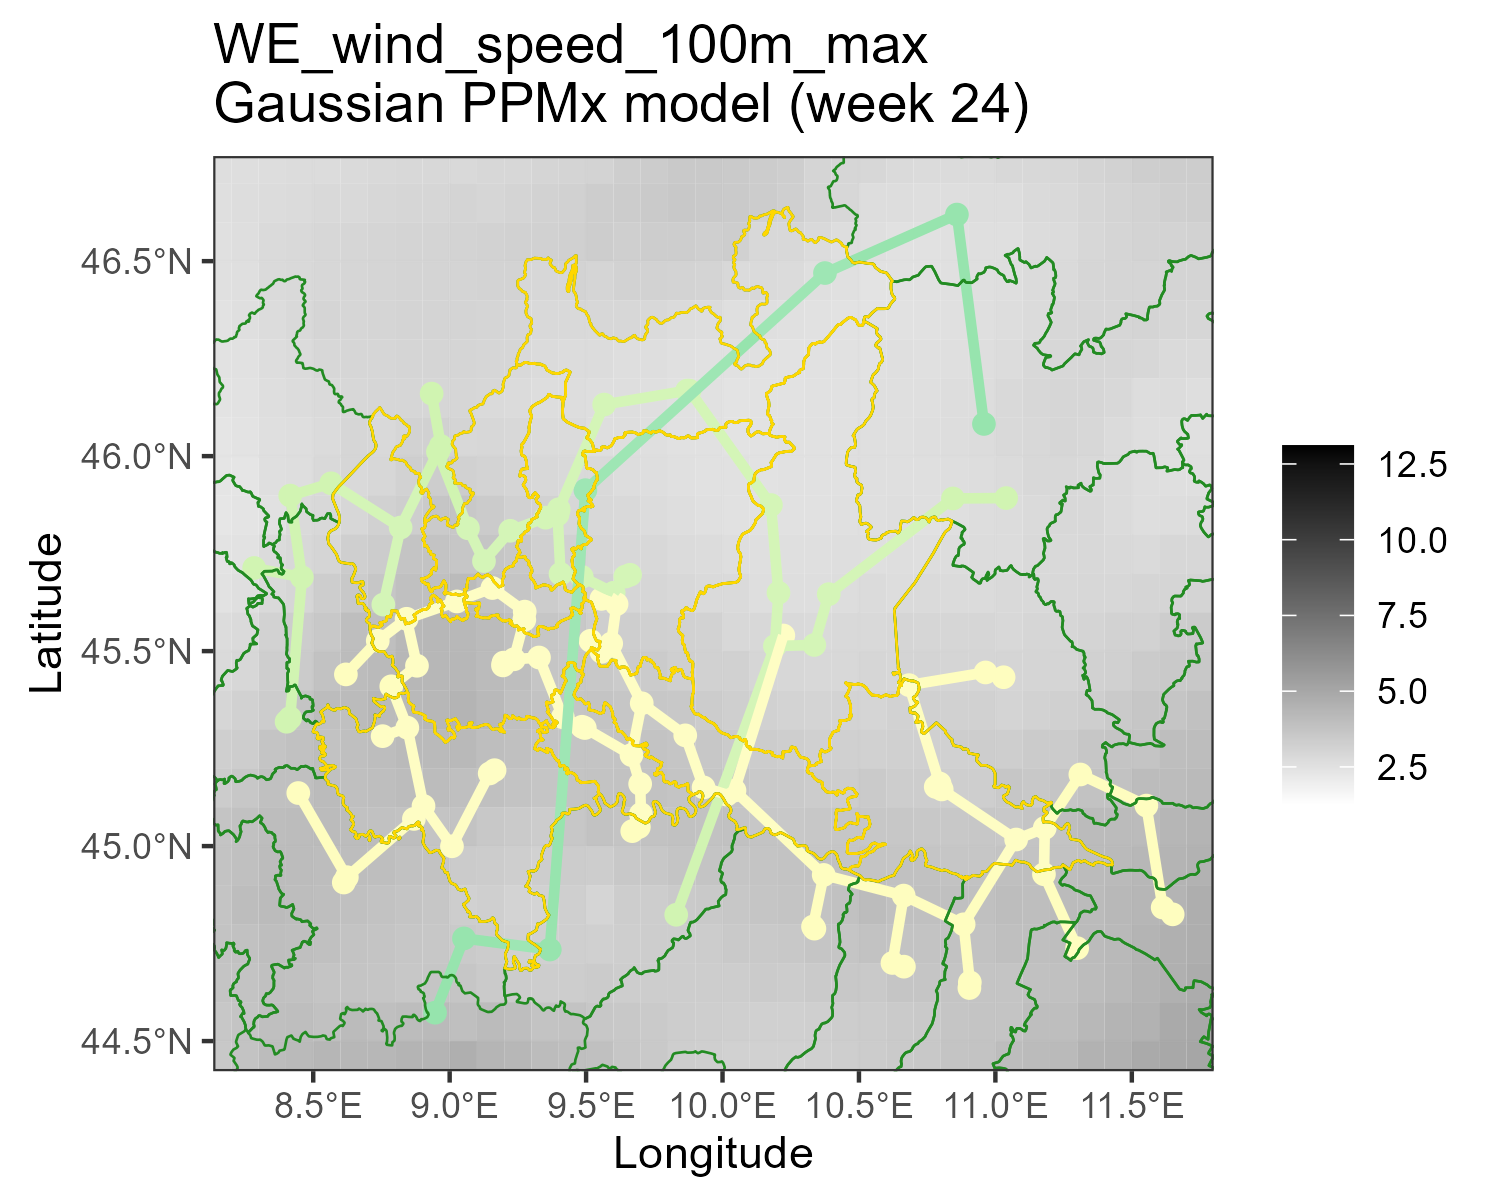 WE_wind_speed_100m_max
Gaussian PPMx model (week 24)
46.5°N
46.0°N
45.5°N
45.0°N
44.5°N
Latitude
8.5°E 9.0°E 9.5°E 10.0°E 10.5°E 11.0°E 11.5°E
Longitude
12.5
10.0
7.5
5.0
2.5